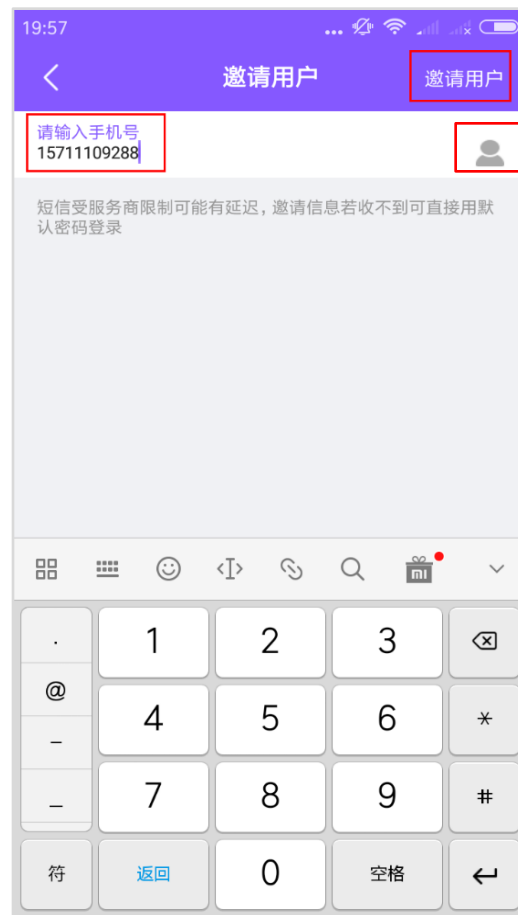 19:57
邀请用户
邀请用户
请输入手机号
15711109288
短信受服务商限制可能有延迟，邀请信息若收不到可直接用默
认密码登录
.
1
2
3
@
4
5
6
*
-
7
8
9
#
_
符
返回
0
空格